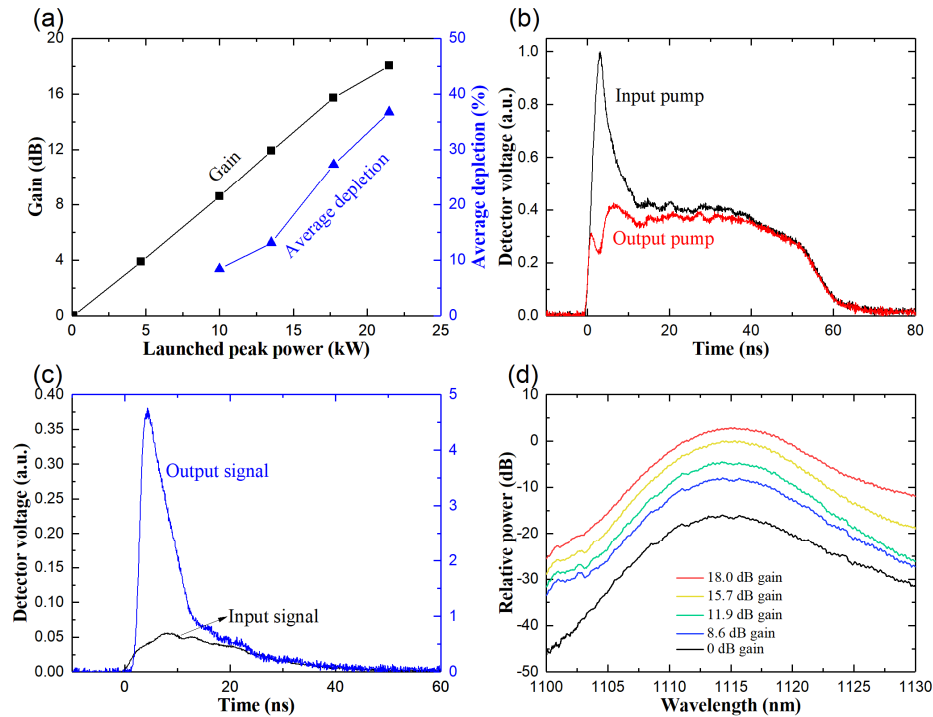 (a)
20
16
12
8
4
0
Gain (dB)
50
40
30
20
10
0
Average depletion (%)
Gain
Average depletion
0 5 10 15 20 25
Launched peak power (kW)
(b)
1.0
0.8
0.6
0.4
0.2
0.0
Detector voltage (a.u.)
Input pump
Output pump
-10 0 20 40 60 80
Time (ns)
(c)
0.40
0.35
0.30
0.25
0.20
0.15
0.10
0.05
0.00
Detector voltage (a.u.)
5
4
3
2
1
0
Output signal
Input signal
0 20 40 60
Time (ns)
(d)
10
0
-10
-20
-30
-40
-50
Relative power (dB)
18.0 dB gain
15.7 dB gain
11.9 dB gain
8.6 dB gain
0 dB gain
1100 1105 1110 1115 1120 1125 1130
Wavelength (nm)